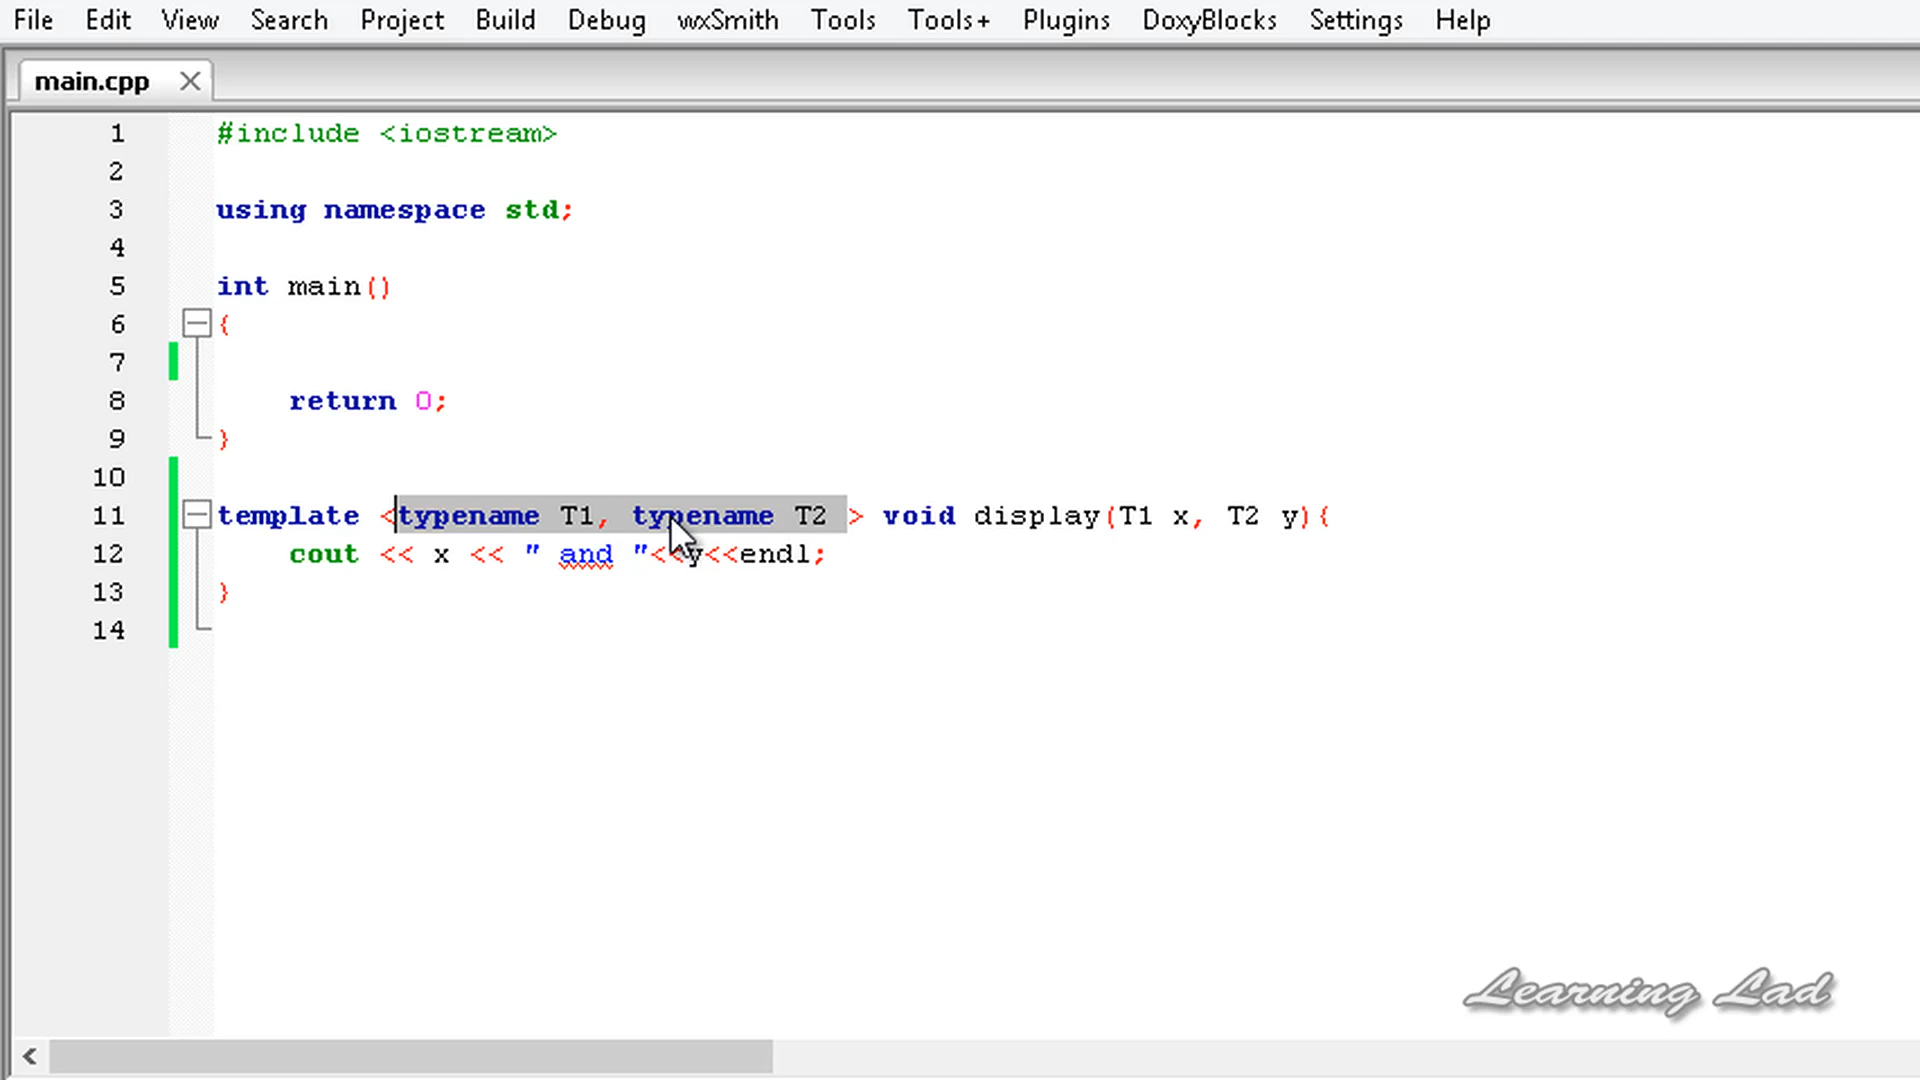 File Edit View Search Project Build Debug wxSmith Tools Tools+ Plugins DoxyBlocks Settings Help
main.cpp
1 #include <iostream>
2
3 using namespace std;
4
5 int main()
6 {
7
8 return 0;
9 }
10
11 template <typename T1, typename T2 > void display(T1 x, T2 y){
12 cout << x << " and "<<y<<endl;
13 }
14
Learning Lad